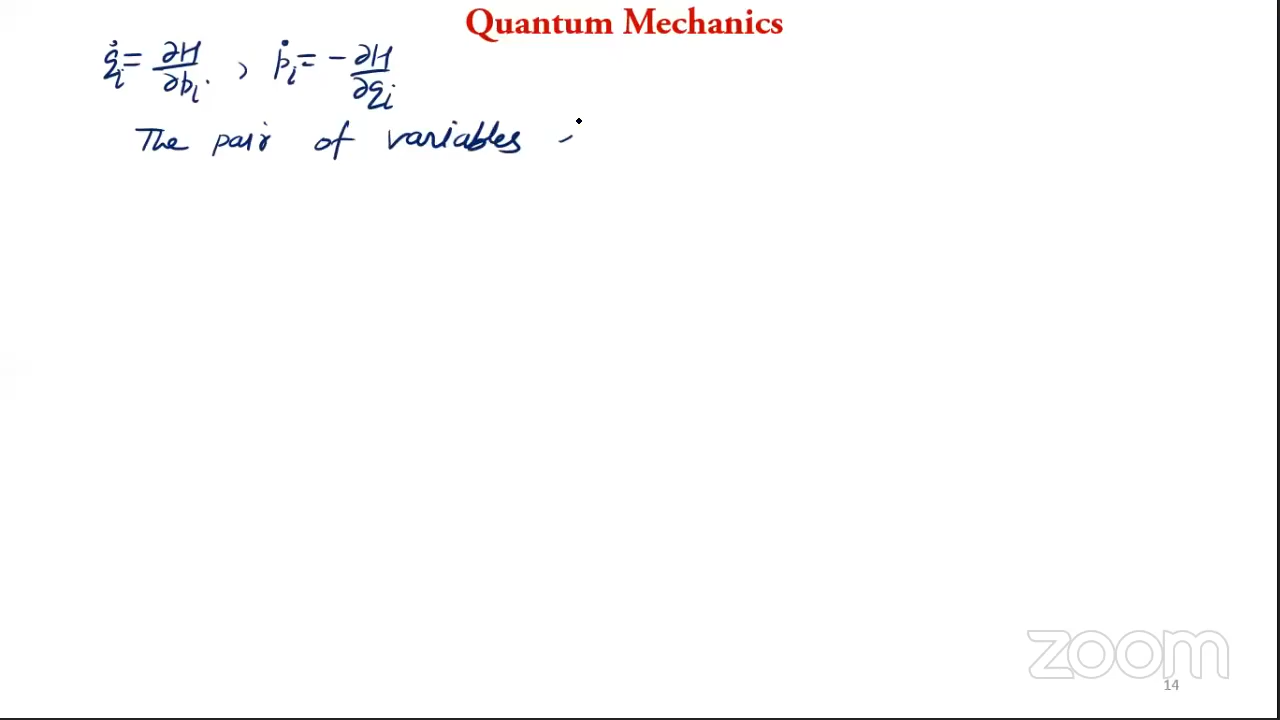 Quantum Mechanics
q̇ᵢ = ∂H/∂pᵢ , ṗᵢ = - ∂H/∂qᵢ
The pair of variables
zoom
14